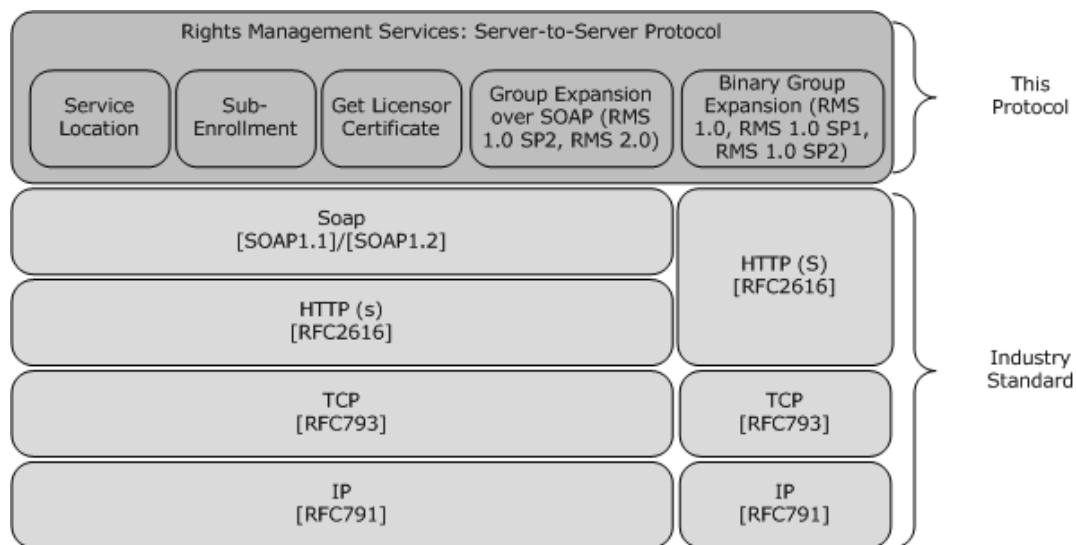 Rights Management Services: Server-to-Server Protocol
Service
Location
Sub-
Enrollment
Get Licensor
Certificate
Group Expansion
over SOAP (RMS
1.0 SP2, RMS 2.0)
Binary Group
Expansion (RMS
1.0, RMS 1.0 SP1,
RMS 1.0 SP2)
This
Protocol
Soap
[SOAP1.1]/[SOAP1.2]
HTTP (S)
[RFC2616]
HTTP (s)
[RFC2616]
Industry
Standard
TCP
[RFC793]
TCP
[RFC793]
IP
[RFC791]
IP
[RFC791]